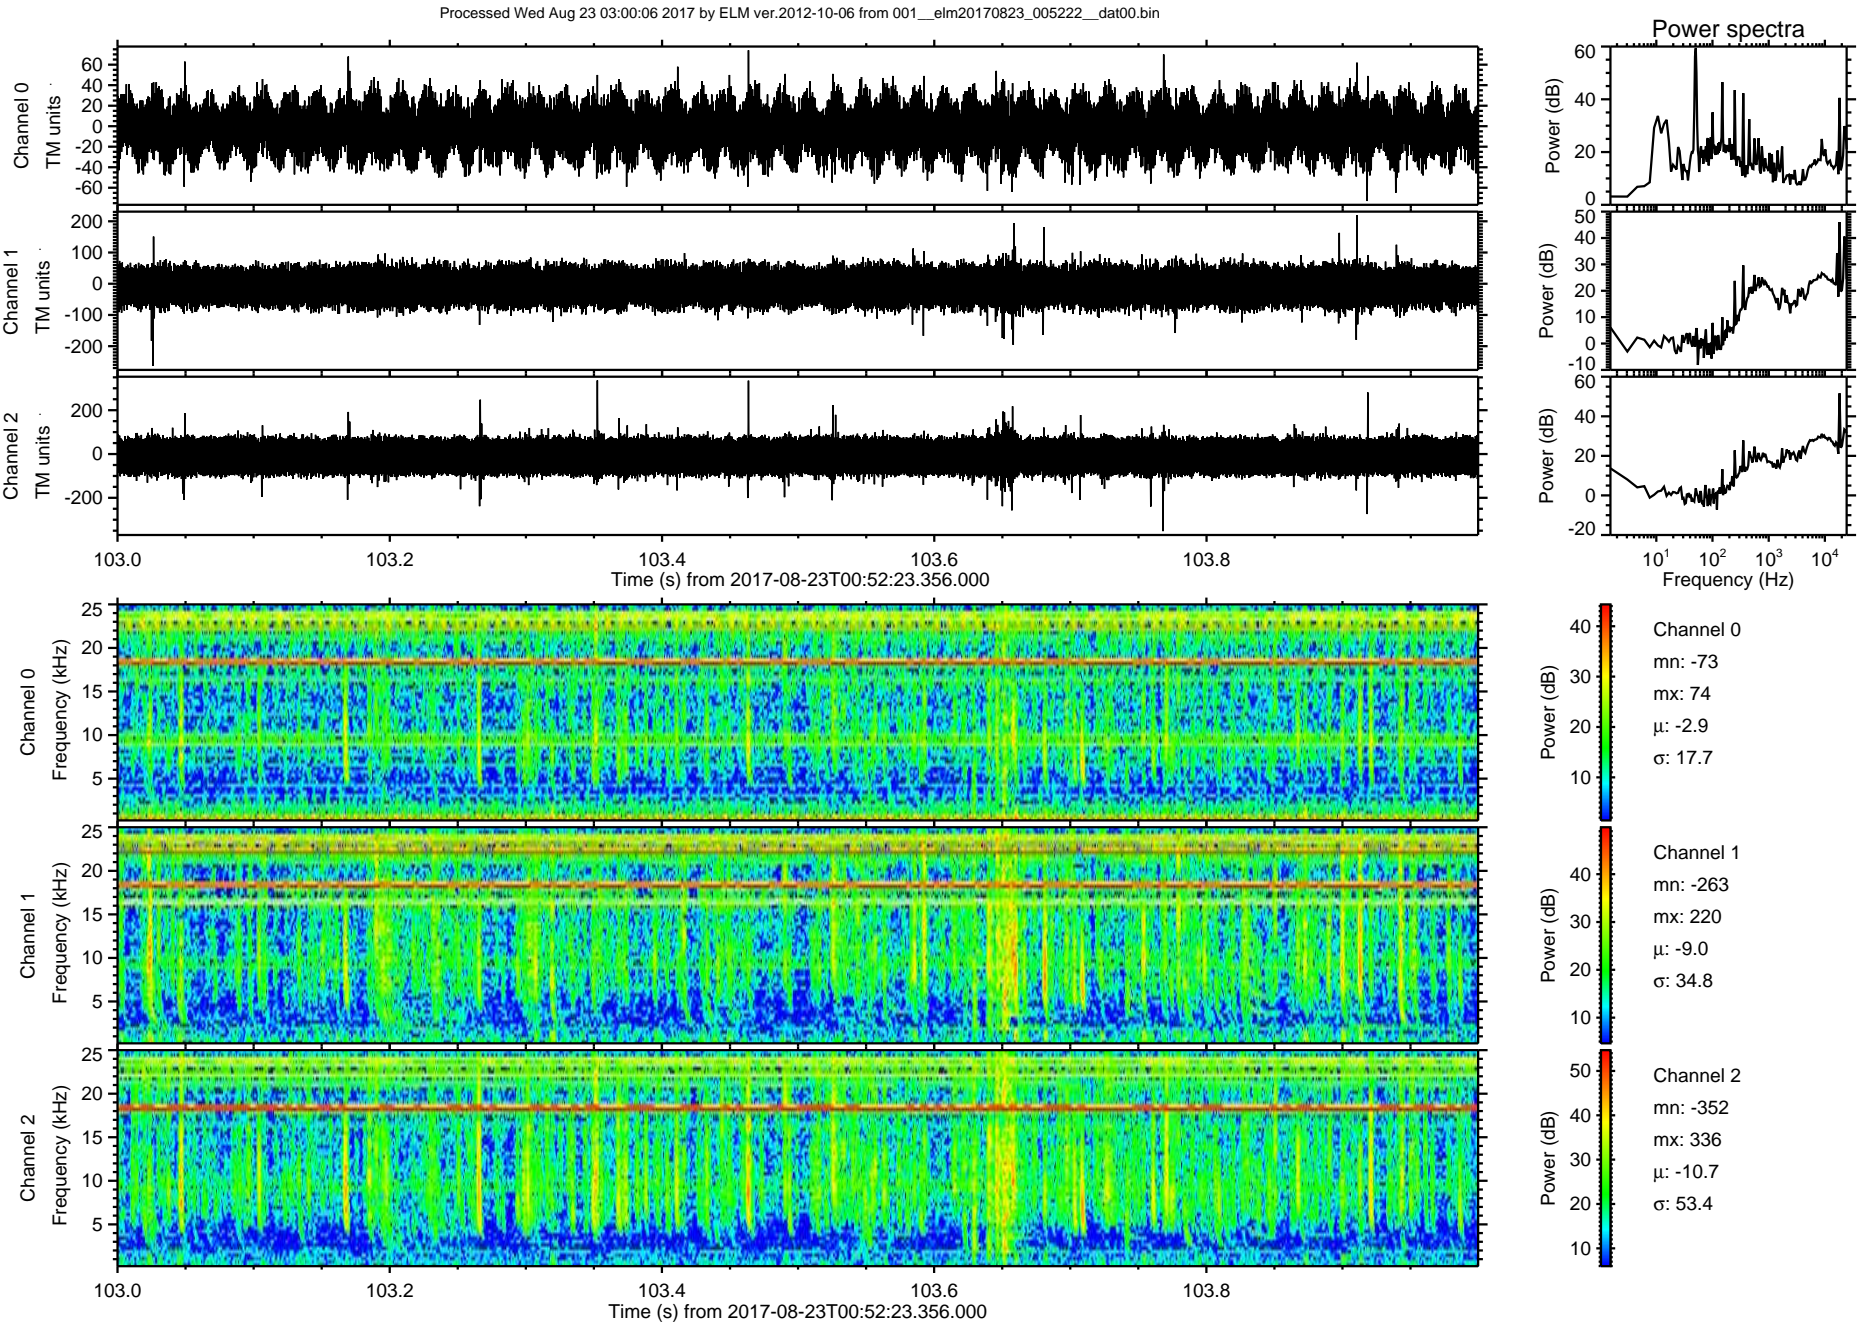 Processed Wed Aug 23 03:00:06 2017 by ELM ver.2012-10-06 from 001__elm20170823_005222__dat00.bin
Power spectra
Channel 0
TM units
60
40
20
0
-20
-40
-60
Power (dB)
60
40
20
0
Channel 1
TM units
200
100
0
-100
-200
Power (dB)
50
40
30
20
10
0
-10
Channel 2
TM units
200
0
-200
Power (dB)
60
40
20
0
-20
103.0 103.2 103.4 103.6 103.8
Time (s) from 2017-08-23T00:52:23.356.000
10¹ 10² 10³ 10⁴
Frequency (Hz)
Channel 0
Frequency (kHz)
25
20
15
10
5
Power (dB)
40
30
20
10
Channel 0
mn: -73
mx: 74
μ: -2.9
σ: 17.7
Channel 1
Frequency (kHz)
25
20
15
10
5
Power (dB)
40
30
20
10
Channel 1
mn: -263
mx: 220
μ: -9.0
σ: 34.8
Channel 2
Frequency (kHz)
25
20
15
10
5
Power (dB)
50
40
30
20
10
Channel 2
mn: -352
mx: 336
μ: -10.7
σ: 53.4
103.0 103.2 103.4 103.6 103.8
Time (s) from 2017-08-23T00:52:23.356.000